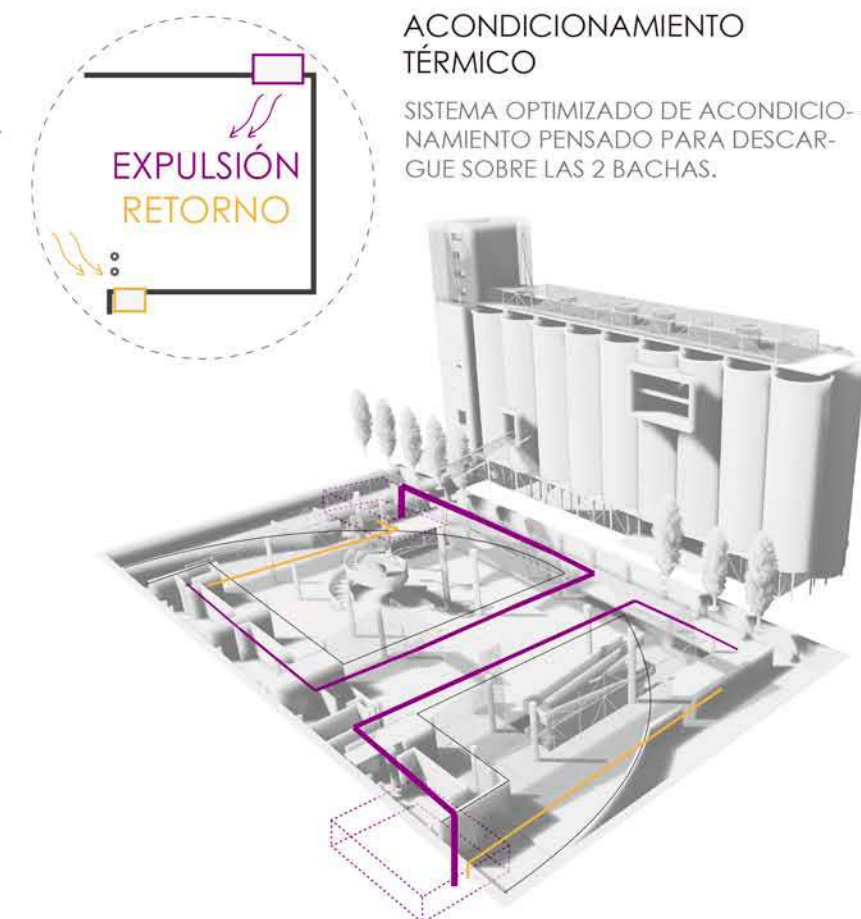 ACONDICIONAMIENTO
TÉRMICO
SISTEMA OPTIMIZADO DE ACONDICIO-
NAMIENTO PENSADO PARA DESCAR-
GUE SOBRE LAS 2 BACHAS.
EXPULSIÓN
RETORNO